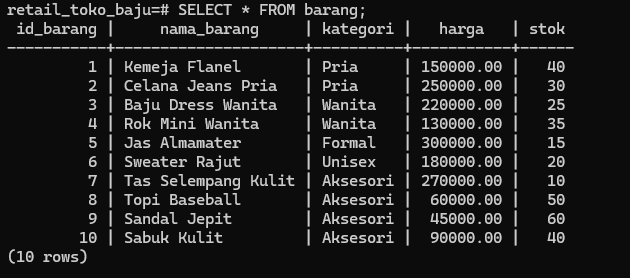 retail_toko_baju=# SELECT * FROM barang;
 id_barang |     nama_barang      | kategori |   harga   | stok
-----------+----------------------+----------+-----------+------
         1 | Kemeja Flanel        | Pria     | 150000.00 |   40
         2 | Celana Jeans Pria    | Pria     | 250000.00 |   30
         3 | Baju Dress Wanita    | Wanita   | 220000.00 |   25
         4 | Rok Mini Wanita      | Wanita   | 130000.00 |   35
         5 | Jas Almamater        | Formal   | 300000.00 |   15
         6 | Sweater Rajut        | Unisex   | 180000.00 |   20
         7 | Tas Selempang Kulit  | Aksesori | 270000.00 |   10
         8 | Topi Baseball        | Aksesori |  60000.00 |   50
         9 | Sandal Jepit         | Aksesori |  45000.00 |   60
        10 | Sabuk Kulit          | Aksesori |  90000.00 |   40
(10 rows)